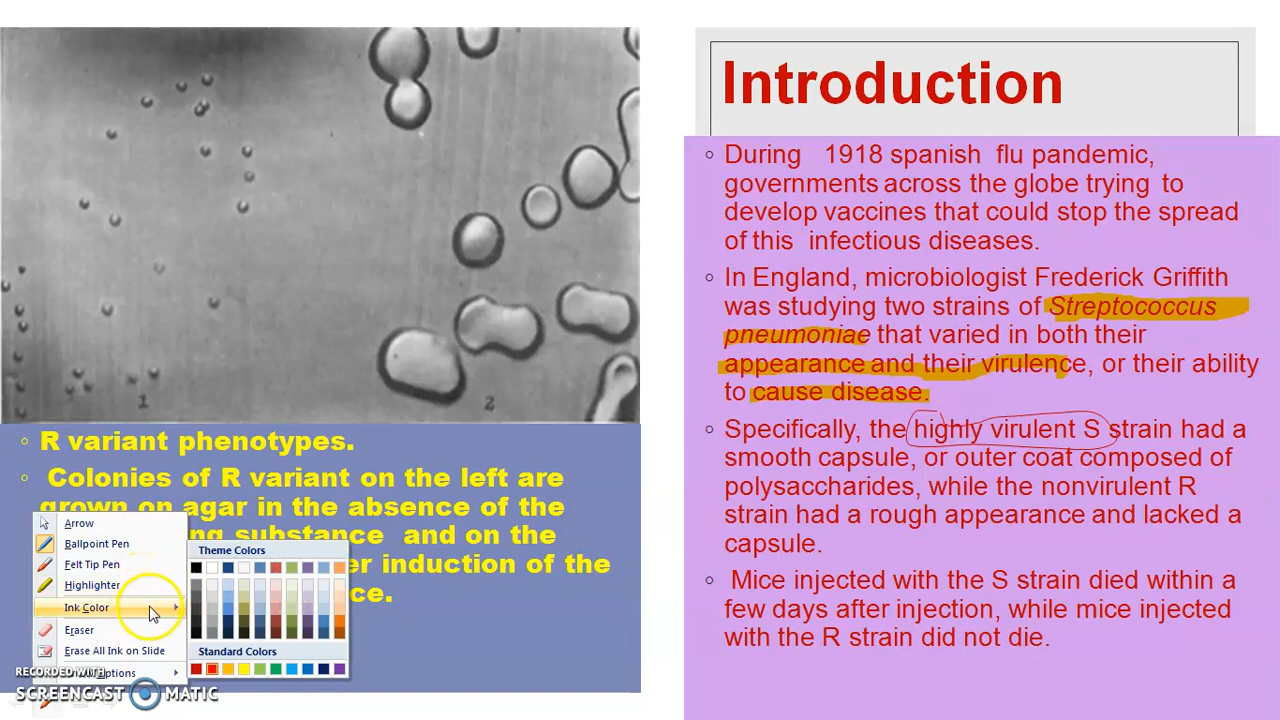 1
2
R variant phenotypes.
Colonies of R variant on the left are
grown on agar in the absence of the
substance and on the
induction of the
Arrow
Ballpoint Pen
Felt Tip Pen
Highlighter
Ink Color
Eraser
Erase All Ink on Slide
Options
Theme Colors
Standard Colors
RECORDED WITH
SCREENCAST MATIC
Introduction
During 1918 spanish flu pandemic,
governments across the globe trying to
develop vaccines that could stop the spread
of this infectious diseases.
In England, microbiologist Frederick Griffith
was studying two strains of Streptococcus
pneumoniae that varied in both their
appearance and their virulence, or their ability
to cause disease.
Specifically, the highly virulent S strain had a
smooth capsule, or outer coat composed of
polysaccharides, while the nonvirulent R
strain had a rough appearance and lacked a
capsule.
Mice injected with the S strain died within a
few days after injection, while mice injected
with the R strain did not die.